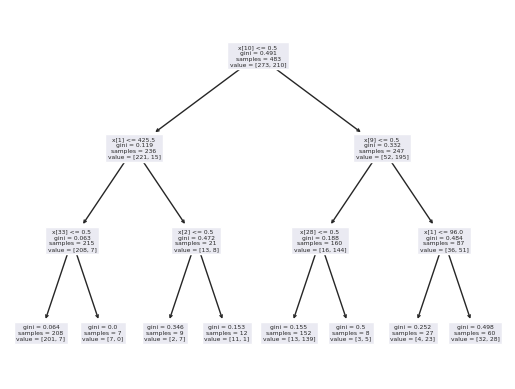 x[10] <= 0.5
gini = 0.491
samples = 483
value = [273, 210]
x[1] <= 425.5
gini = 0.119
samples = 236
value = [221, 15]
x[9] <= 0.5
gini = 0.332
samples = 247
value = [52, 195]
x[33] <= 0.5
gini = 0.063
samples = 215
value = [208, 7]
x[2] <= 0.5
gini = 0.472
samples = 21
value = [13, 8]
x[28] <= 0.5
gini = 0.188
samples = 160
value = [16, 144]
x[1] <= 96.0
gini = 0.484
samples = 87
value = [36, 51]
gini = 0.064
samples = 208
value = [201, 7]
gini = 0.0
samples = 7
value = [7, 0]
gini = 0.346
samples = 9
value = [2, 7]
gini = 0.153
samples = 12
value = [11, 1]
gini = 0.155
samples = 152
value = [13, 139]
gini = 0.5
samples = 8
value = [3, 5]
gini = 0.252
samples = 27
value = [4, 23]
gini = 0.498
samples = 60
value = [32, 28]